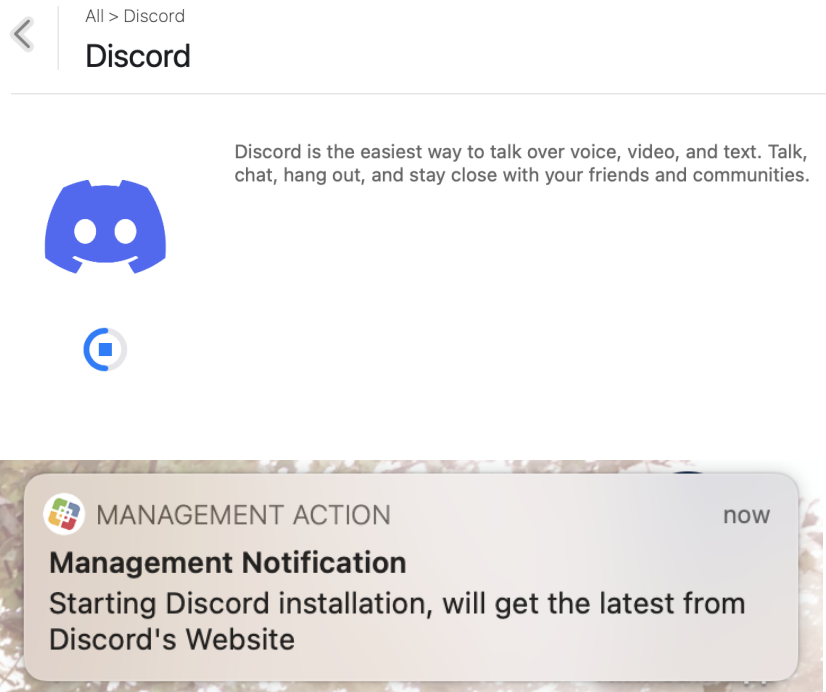 All > Discord
Discord
Discord is the easiest way to talk over voice, video, and text. Talk,
chat, hang out, and stay close with your friends and communities.
MANAGEMENT ACTION
now
Management Notification
Starting Discord installation, will get the latest from
Discord's Website